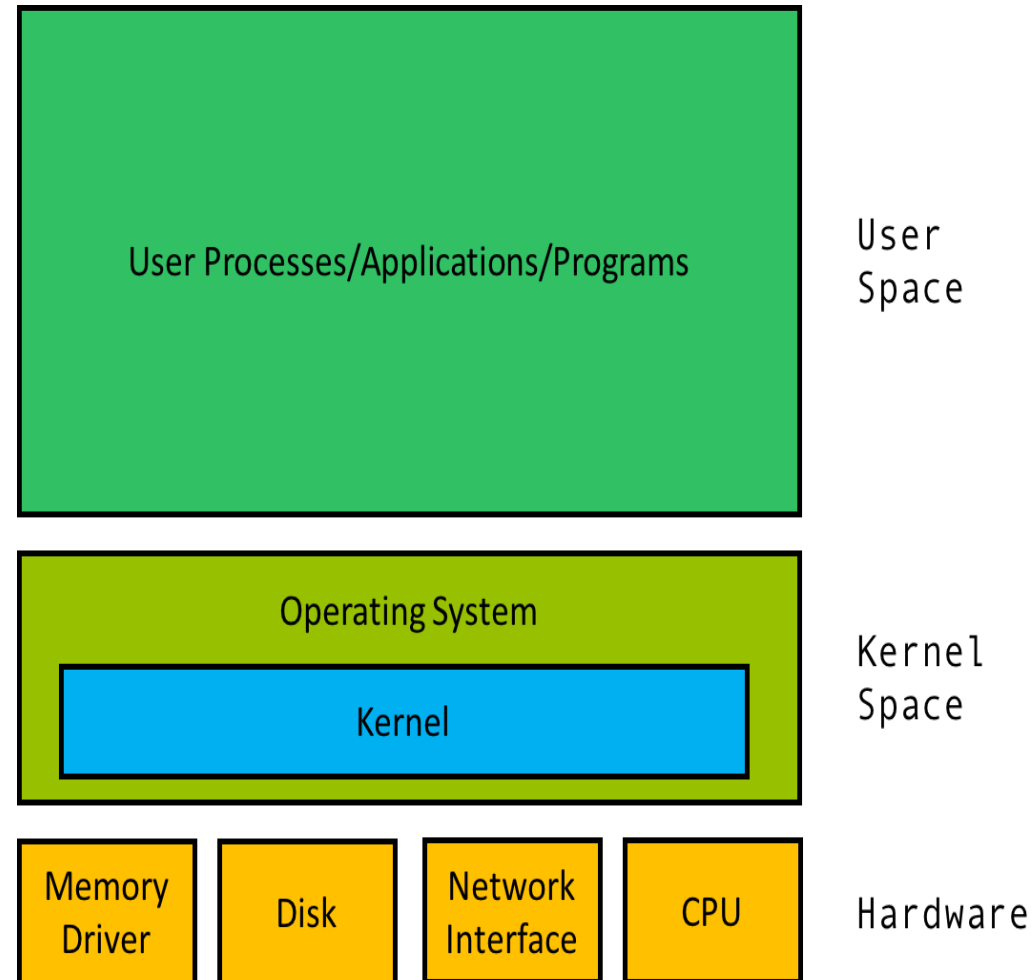 User Processes/Applications/Programs
User
Space
Operating System
Kernel
Kernel
Space
Memory
Driver
Disk
Network
Interface
CPU
Hardware